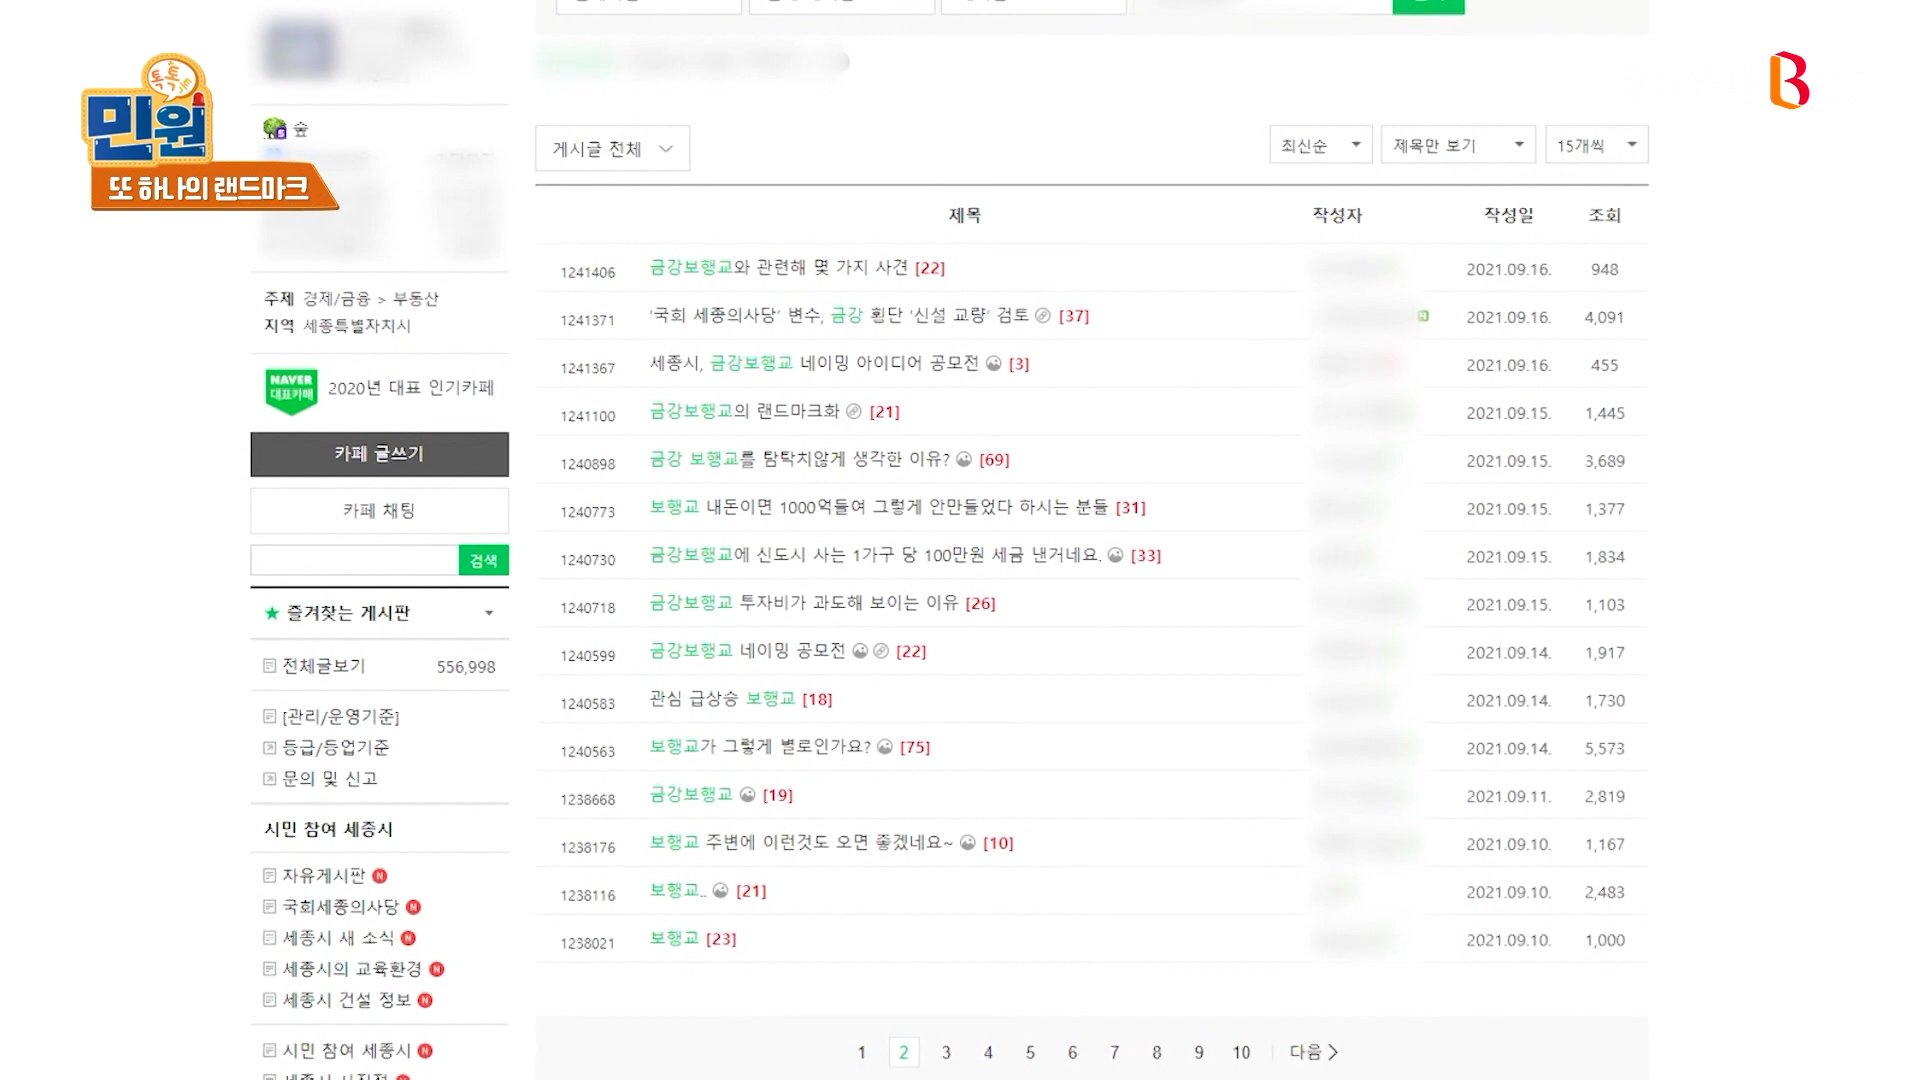 톡톡
민원
또 하나의 랜드마크
B
숲
주제 경제/금융 > 부동산
지역 세종특별자치시
NAVER
대표카페
2020년 대표 인기카페
카페 글쓰기
카페 채팅
검색
★ 즐겨찾는 게시판
전체글보기 556,998
[관리/운영기준]
등급/등업기준
문의 및 신고
시민 참여 세종시
자유게시판 N
국회세종의사당 N
세종시 새 소식 N
세종시의 교육환경 N
세종시 건설 정보 N
시민 참여 세종시 N
게시글 전체
최신순 제목만 보기 15개씩
제목 작성자 작성일 조회
1241406 금강보행교와 관련해 몇 가지 사견 [22] 2021.09.16. 948
1241371 '국회 세종의사당' 변수, 금강 횡단 '신설 교량' 검토 [37] 2021.09.16. 4,091
1241367 세종시, 금강보행교 네이밍 아이디어 공모전 [3] 2021.09.16. 455
1241100 금강보행교의 랜드마크화 [21] 2021.09.15. 1,445
1240898 금강 보행교를 탐탁치않게 생각한 이유? [69] 2021.09.15. 3,689
1240773 보행교 내돈이면 1000억들여 그렇게 안만들었다 하시는 분들 [31] 2021.09.15. 1,377
1240730 금강보행교에 신도시 사는 1가구 당 100만원 세금 낸거네요. [33] 2021.09.15. 1,834
1240718 금강보행교 투자비가 과도해 보이는 이유 [26] 2021.09.15. 1,103
1240599 금강보행교 네이밍 공모전 [22] 2021.09.14. 1,917
1240583 관심 급상승 보행교 [18] 2021.09.14. 1,730
1240563 보행교가 그렇게 별로인가요? [75] 2021.09.14. 5,573
1238668 금강보행교 [19] 2021.09.11. 2,819
1238176 보행교 주변에 이런것도 오면 좋겠네요~ [10] 2021.09.10. 1,167
1238116 보행교.. [21] 2021.09.10. 2,483
1238021 보행교 [23] 2021.09.10. 1,000
1 2 3 4 5 6 7 8 9 10 다음 >